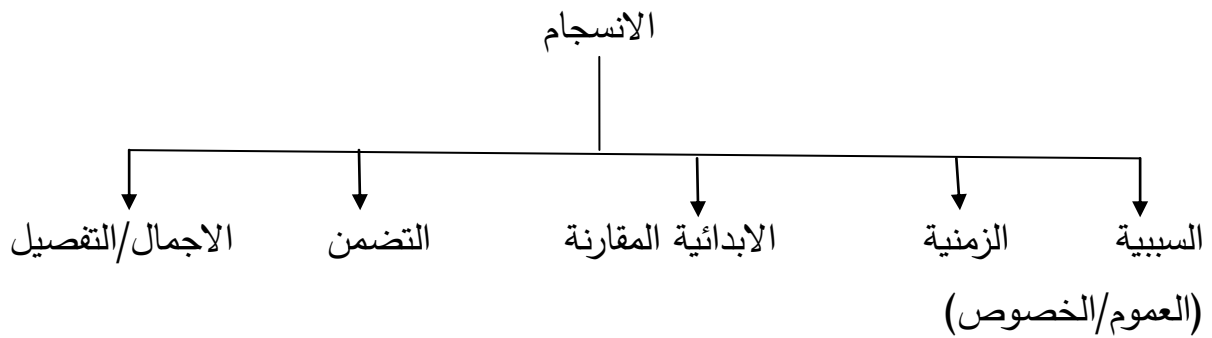 الانسجام
السببية الزمنية الابدائية المقارنة التضمن الاجمال/التفصيل
(العموم/الخصوص)